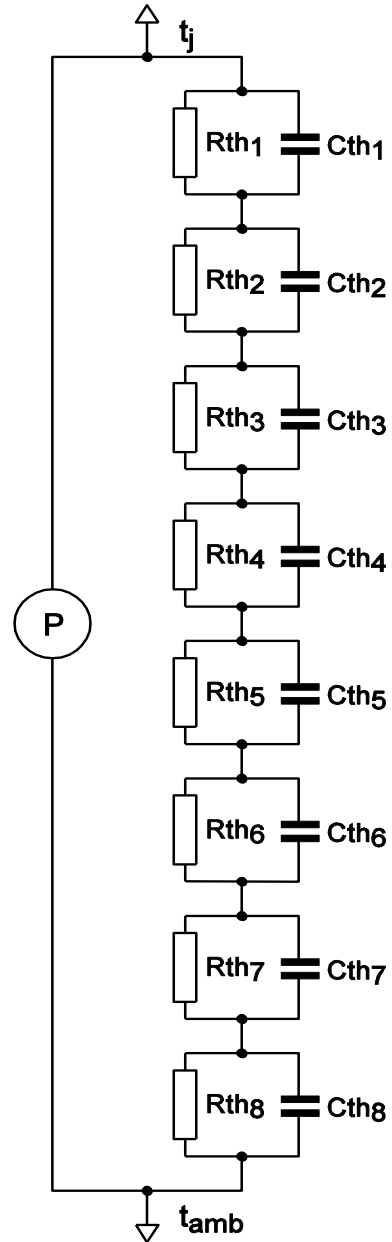 tj
Rth1 Cth1
Rth2 Cth2
Rth3 Cth3
Rth4 Cth4
P
Rth5 Cth5
Rth6 Cth6
Rth7 Cth7
Rth8 Cth8
tamb